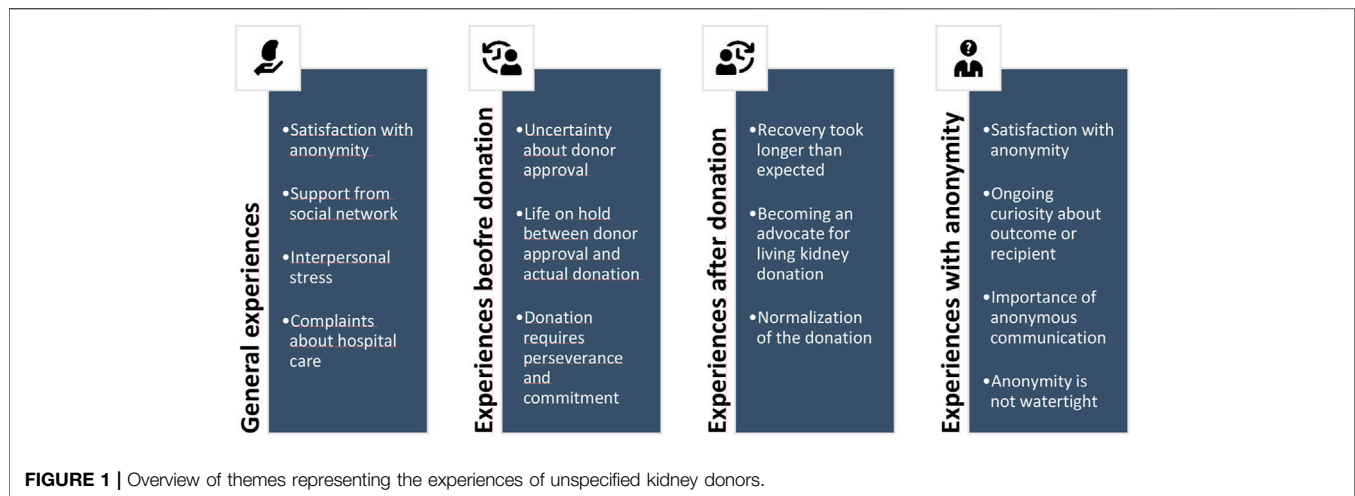 General experiences
•Satisfaction with
anonymity
•Support from
social network
•Interpersonal
stress
•Complaints
about hospital
care
Experiences beofre donation
•Uncertainty
about donor
approval
•Life on hold
between donor
approval and
actual donation
•Donation
requires
perseverance
and
commitment
Experiences after donation
•Recovery took
longer than
expected
•Becoming an
advocate for
living kidney
donation
•Normalization
of the donation
?
Experiences with anonymity
•Satisfaction with
anonymity
•Ongoing
curiosity about
outcome or
recipient
•Importance of
anonymous
communication
•Anonymity is
not watertight
FIGURE 1 | Overview of themes representing the experiences of unspecified kidney donors.